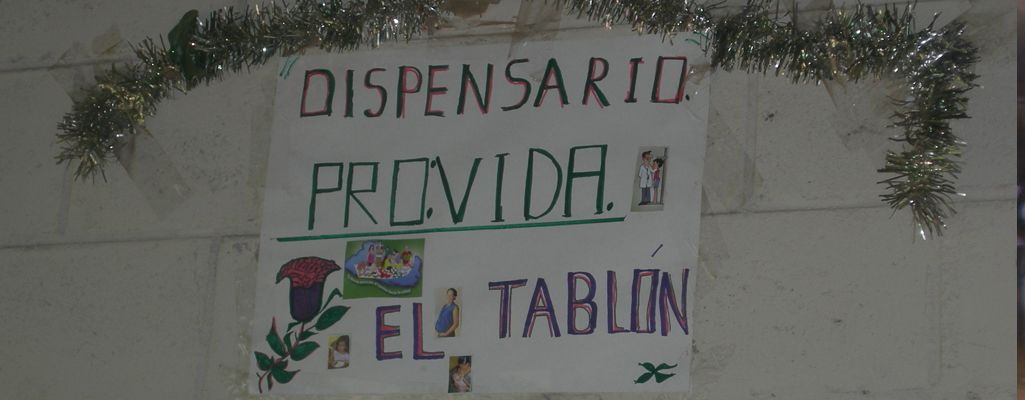 DISPENSARIO.
PRO:VIDA.
EL TABLÓN